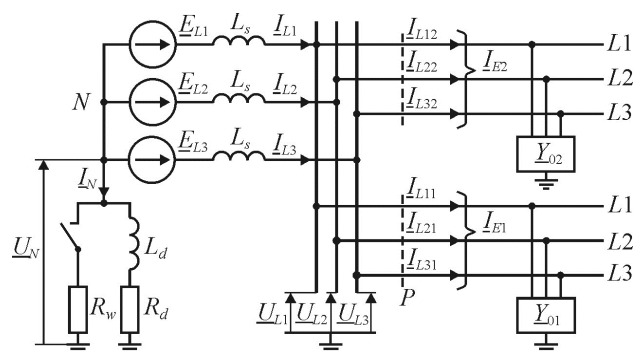 E_L1 L_s I_L1 I_L12 L1
E_L2 L_s I_L2 I_L22 I_E2 L2
N
E_L3 L_s I_L3 I_L32 L3
Y_02
I_N
I_L11 L1
U_N L_d I_L21 I_E1 L2
I_L31 L3
R_w R_d U_L1 U_L2 U_L3 P Y_01